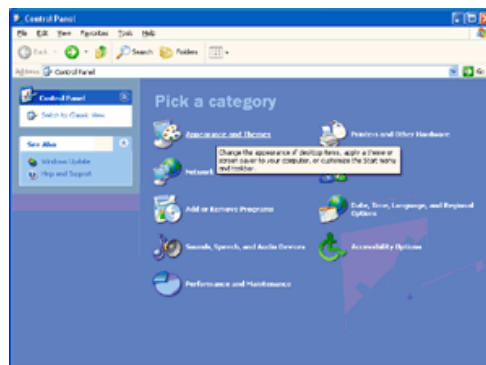 Control Panel
File Edit View Favorites Tools Help
Back Search Folders
Address Control Panel Go
Control Panel
Switch to Classic View
See Also
Windows Update
Help and Support
Pick a category
Appearance and Themes
Printers and Other Hardware
Change the appearance of desktop items, apply a theme or
screen saver to your computer, or customize the Start menu
and taskbar.
Network
Add or Remove Programs
Date, Time, Language, and Regional
Options
Sounds, Speech, and Audio Devices
Accessibility Options
Performance and Maintenance